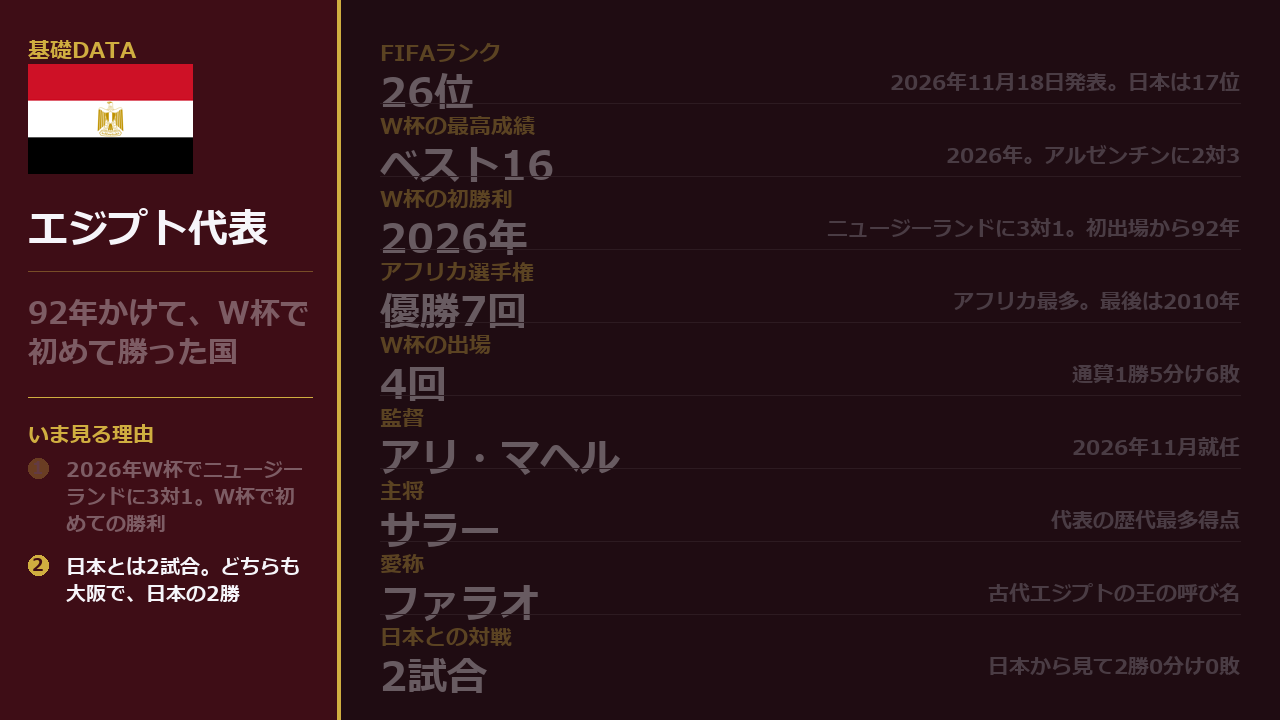 基礎DATA
エジプト代表
92年かけて、W杯で
初めて勝った国
いま見る理由
2026年W杯でニュージー
ランドに3対1。W杯で初
めての勝利
2 日本とは2試合。どちらも
大阪で、日本の2勝
FIFAランク
26位 2026年11月18日発表。日本は17位
W杯の最高成績
ベスト16 2026年。アルゼンチンに2対3
W杯の初勝利
2026年 ニュージーランドに3対1。初出場から92年
アフリカ選手権
優勝7回 アフリカ最多。最後は2010年
W杯の出場
4回 通算1勝5分け6敗
監督
アリ・マヘル 2026年11月就任
主将
サラー 代表の歴代最多得点
愛称
ファラオ 古代エジプトの王の呼び名
日本との対戦
2試合 日本から見て2勝0分け0敗